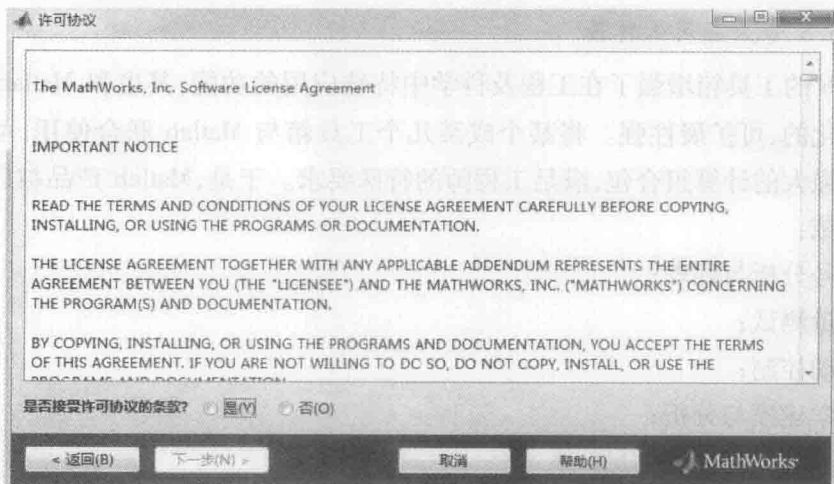 许可协议
The MathWorks, Inc. Software License Agreement
IMPORTANT NOTICE
READ THE TERMS AND CONDITIONS OF YOUR LICENSE AGREEMENT CAREFULLY BEFORE COPYING,
INSTALLING, OR USING THE PROGRAMS OR DOCUMENTATION.
THE LICENSE AGREEMENT TOGETHER WITH ANY APPLICABLE ADDENDUM REPRESENTS THE ENTIRE
AGREEMENT BETWEEN YOU (THE "LICENSEE") AND THE MATHWORKS, INC. ("MATHWORKS") CONCERNING
THE PROGRAM(S) AND DOCUMENTATION.
BY COPYING, INSTALLING, OR USING THE PROGRAMS AND DOCUMENTATION, YOU ACCEPT THE TERMS
OF THIS AGREEMENT. IF YOU ARE NOT WILLING TO DO SO, DO NOT COPY, INSTALL, OR USE THE
PROGRAMS AND DOCUMENTATION.
是否接受许可协议的条款? 是(Y) 否(O)
< 返回(B) 下一步(N) > 取消 帮助(H) MathWorks